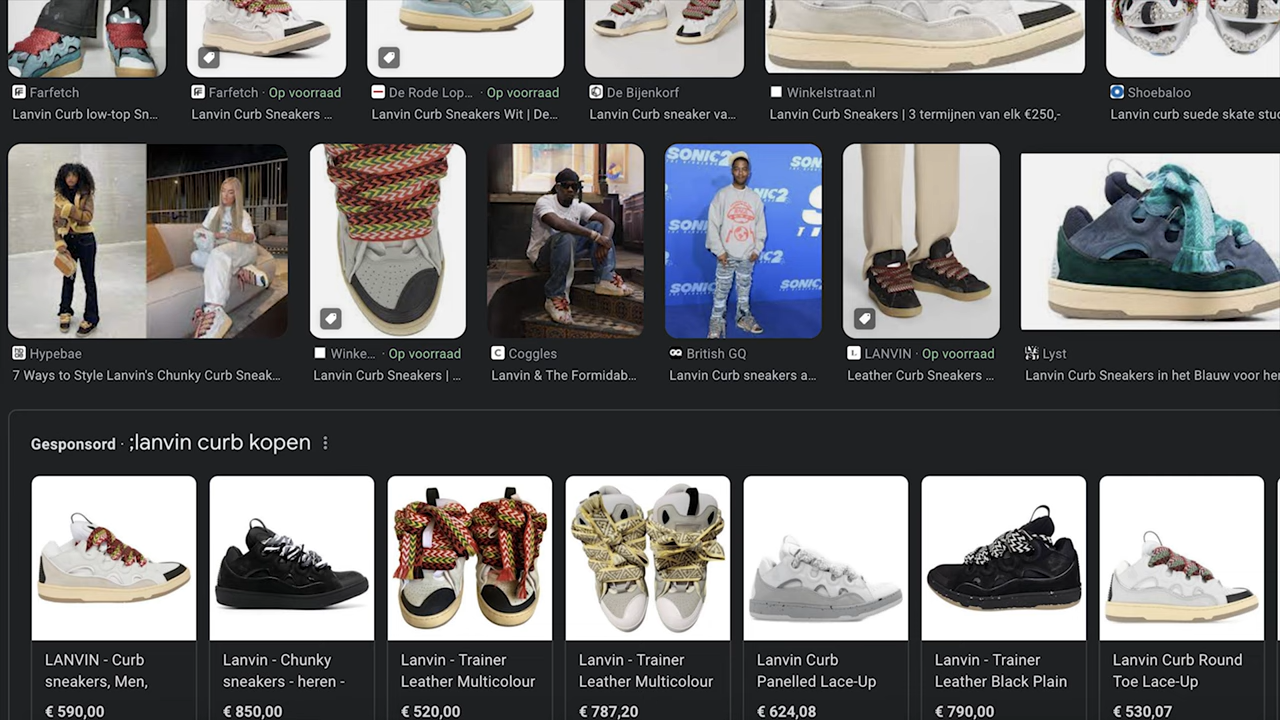 Farfetch
Farfetch · Op voorraad
De Rode Lop... · Op voorraad
De Bijenkorf
Winkelstraat.nl
Shoebaloo
Lanvin Curb low-top Sn...
Lanvin Curb Sneakers ...
Lanvin Curb Sneakers Wit | De...
Lanvin Curb sneaker va...
Lanvin Curb Sneakers | 3 termijnen van elk €250,-
Lanvin curb suede skate stud
SONIC2
SONIC2
SONIC2
SONIC2
Hypebae
Winke... · Op voorraad
Coggles
British GQ
LANVIN · Op voorraad
Lyst
7 Ways to Style Lanvin's Chunky Curb Sneak...
Lanvin Curb Sneakers | ...
Lanvin & The Formidab...
Lanvin Curb sneakers a...
Leather Curb Sneakers ...
Lanvin Curb Sneakers in het Blauw voor her
Gesponsord · ;lanvin curb kopen
LANVIN - Curb
sneakers, Men,
€ 590,00
Lanvin - Chunky
sneakers - heren -
€ 850,00
Lanvin - Trainer
Leather Multicolour
€ 520,00
Lanvin - Trainer
Leather Multicolour
€ 787,20
Lanvin Curb
Panelled Lace-Up
€ 624,08
Lanvin - Trainer
Leather Black Plain
€ 790,00
Lanvin Curb Round
Toe Lace-Up
€ 530,07